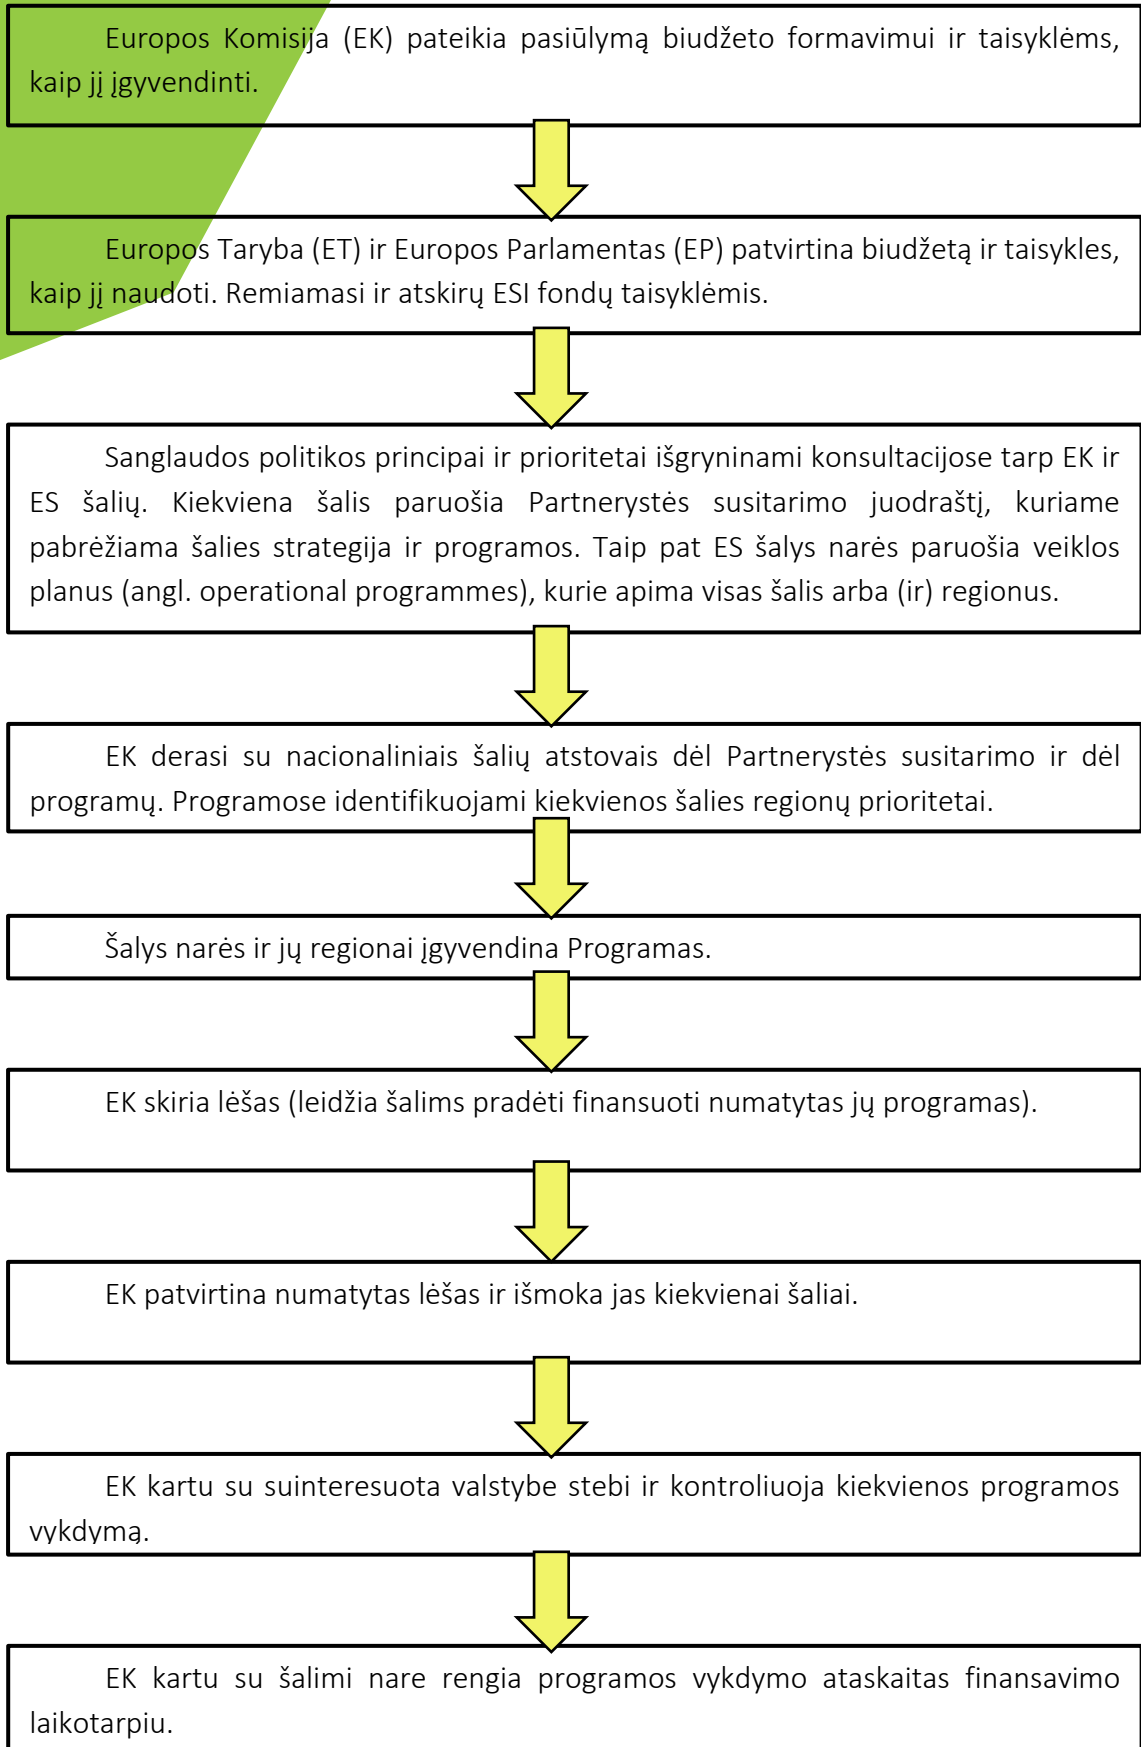 Europos Komisija (EK) pateikia pasiūlymą biudžeto formavimui ir taisyklėms,
kaip jį įgyvendinti.
Europos Taryba (ET) ir Europos Parlamentas (EP) patvirtina biudžetą ir taisykles,
kaip jį naudoti. Remiamasi ir atskirų ESI fondų taisyklėmis.
Sanglaudos politikos principai ir prioritetai išgryninami konsultacijose tarp EK ir
ES šalių. Kiekviena šalis paruošia Partnerystės susitarimo juodraštį, kuriame
pabrėžiama šalies strategija ir programos. Taip pat ES šalys narės paruošia veiklos
planus (angl. operational programmes), kurie apima visas šalis arba (ir) regionus.
EK derasi su nacionaliniais šalių atstovais dėl Partnerystės susitarimo ir dėl
programų. Programose identifikuojami kiekvienos šalies regionų prioritetai.
Šalys narės ir jų regionai įgyvendina Programas.
EK skiria lėšas (leidžia šalims pradėti finansuoti numatytas jų programas).
EK patvirtina numatytas lėšas ir išmoka jas kiekvienai šaliai.
EK kartu su suinteresuota valstybe stebi ir kontroliuoja kiekvienos programos
vykdymą.
EK kartu su šalimi nare rengia programos vykdymo ataskaitas finansavimo
laikotarpiu.